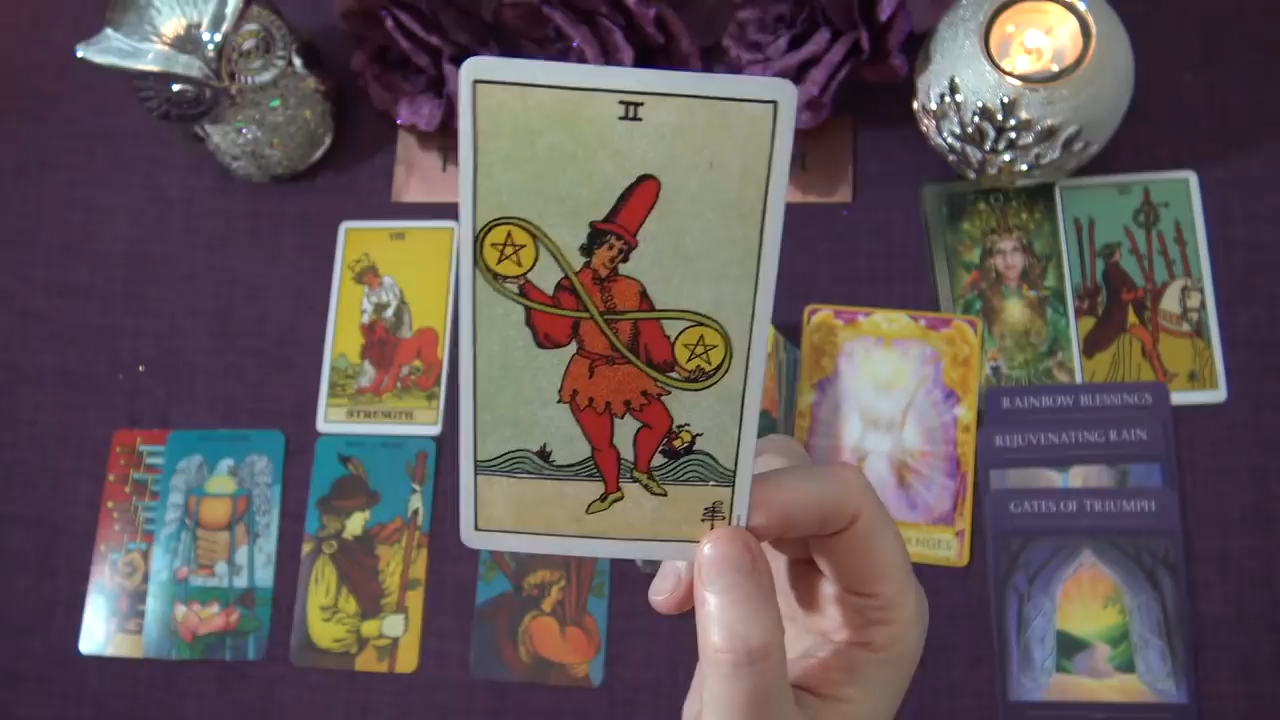 II
VIII
STRENGTH
RAINBOW BLESSINGS
REJUVENATING RAIN
GATES OF TRIUMPH